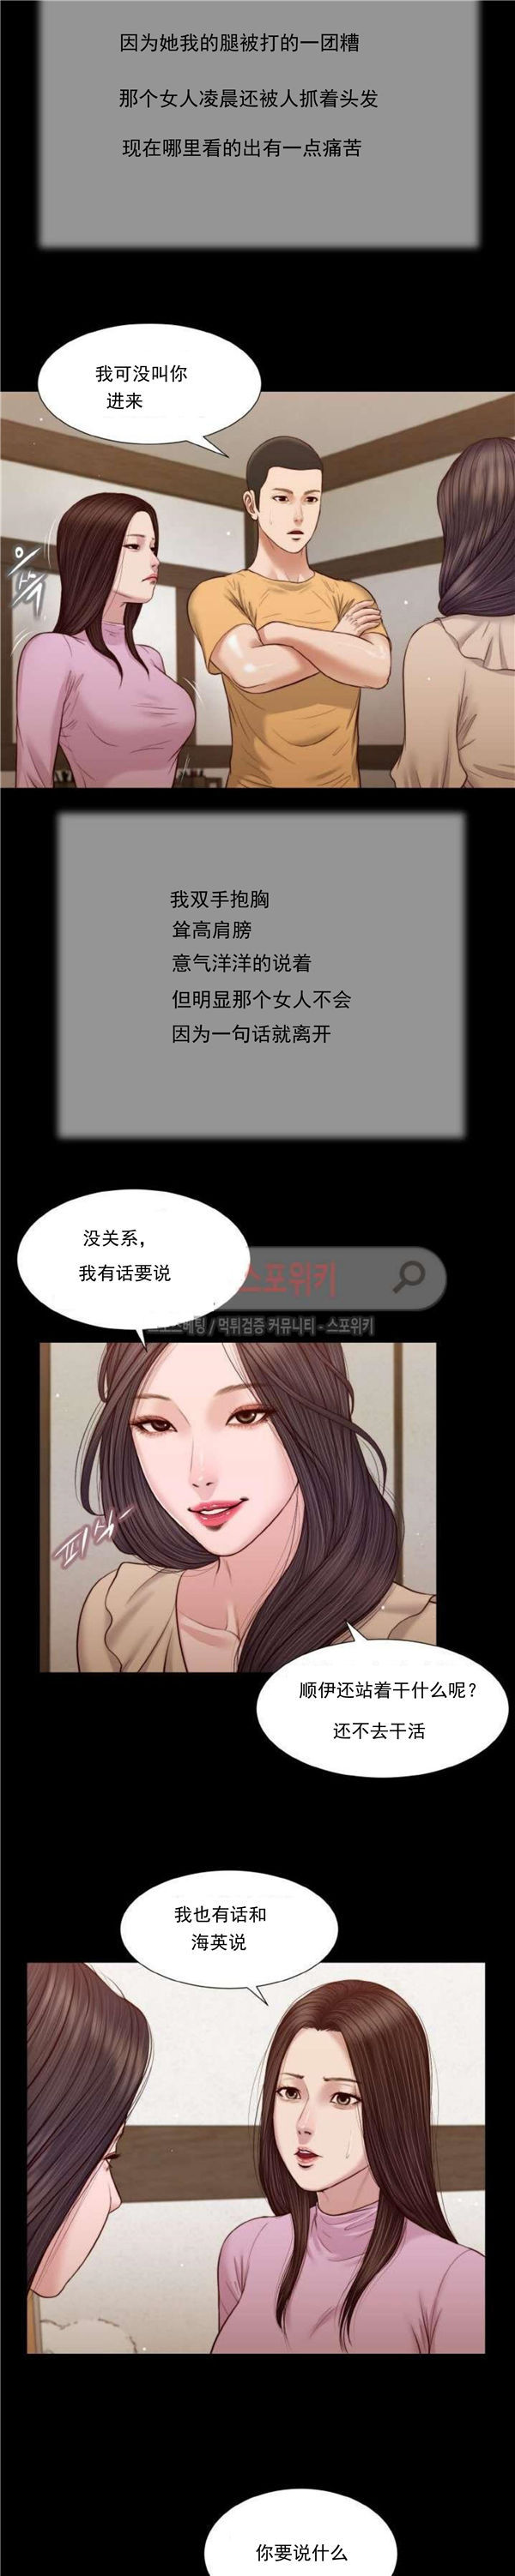 因为她我的腿被打的一团糟
那个女人凌晨还被人抓着头发
现在哪里看的出有一点痛苦
我可没叫你
进来
으쓱
我双手抱胸
耸高肩膀
意气洋洋的说着
但明显那个女人不会
因为一句话就离开
没关系，
我有话要说
스포위키
/ 먹튀검증 커뮤니티 - 스포위키
피식-
顺伊还站着干什么呢？
还不去干活
我也有话和
海英说
你要说什么